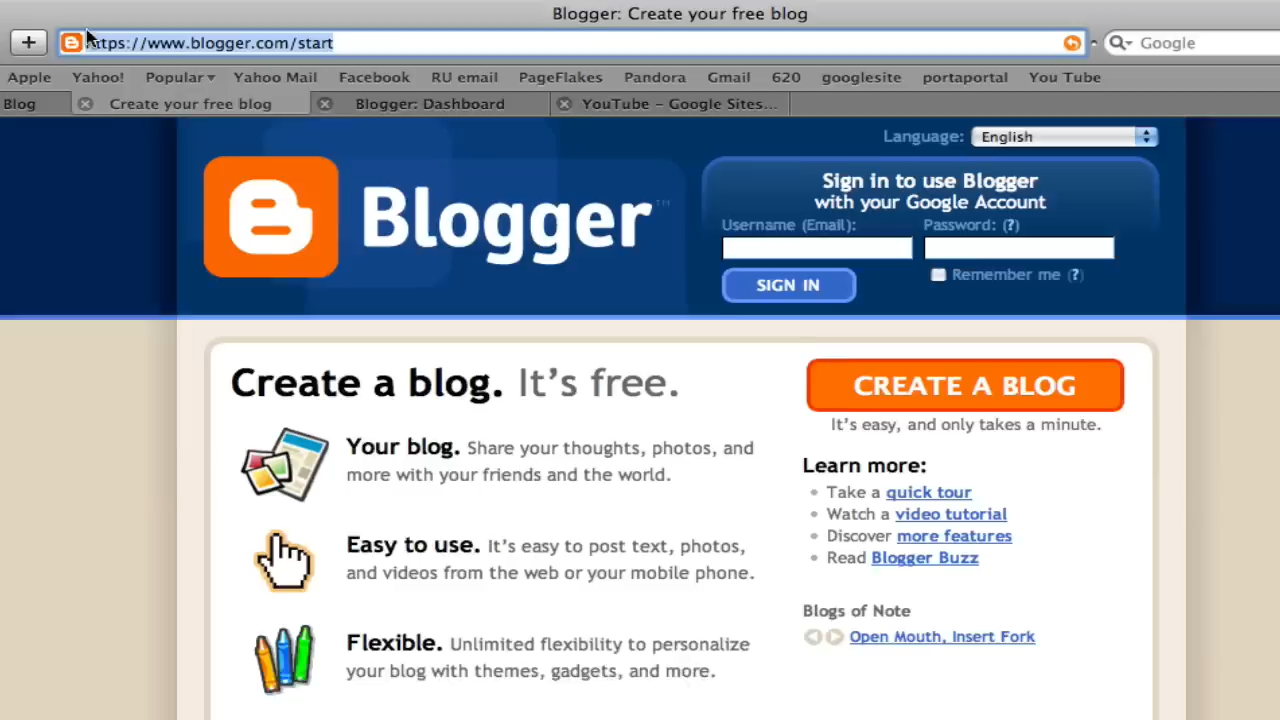 Blogger: Create your free blog
+ https://www.blogger.com/start Google
Apple Yahoo! Popular▾ Yahoo Mail Facebook RU email PageFlakes Pandora Gmail 620 googlesite portaportal You Tube
Blog Create your free blog Blogger: Dashboard YouTube – Google Sites...
Language: English
Blogger™
Sign in to use Blogger
with your Google Account
Username (Email): Password: (?)
SIGN IN Remember me (?)
Create a blog. It's free.
CREATE A BLOG
It's easy, and only takes a minute.
Your blog. Share your thoughts, photos, and
more with your friends and the world.
Easy to use. It's easy to post text, photos,
and videos from the web or your mobile phone.
Flexible. Unlimited flexibility to personalize
your blog with themes, gadgets, and more.
Learn more:
• Take a quick tour
• Watch a video tutorial
• Discover more features
• Read Blogger Buzz
Blogs of Note
Open Mouth, Insert Fork